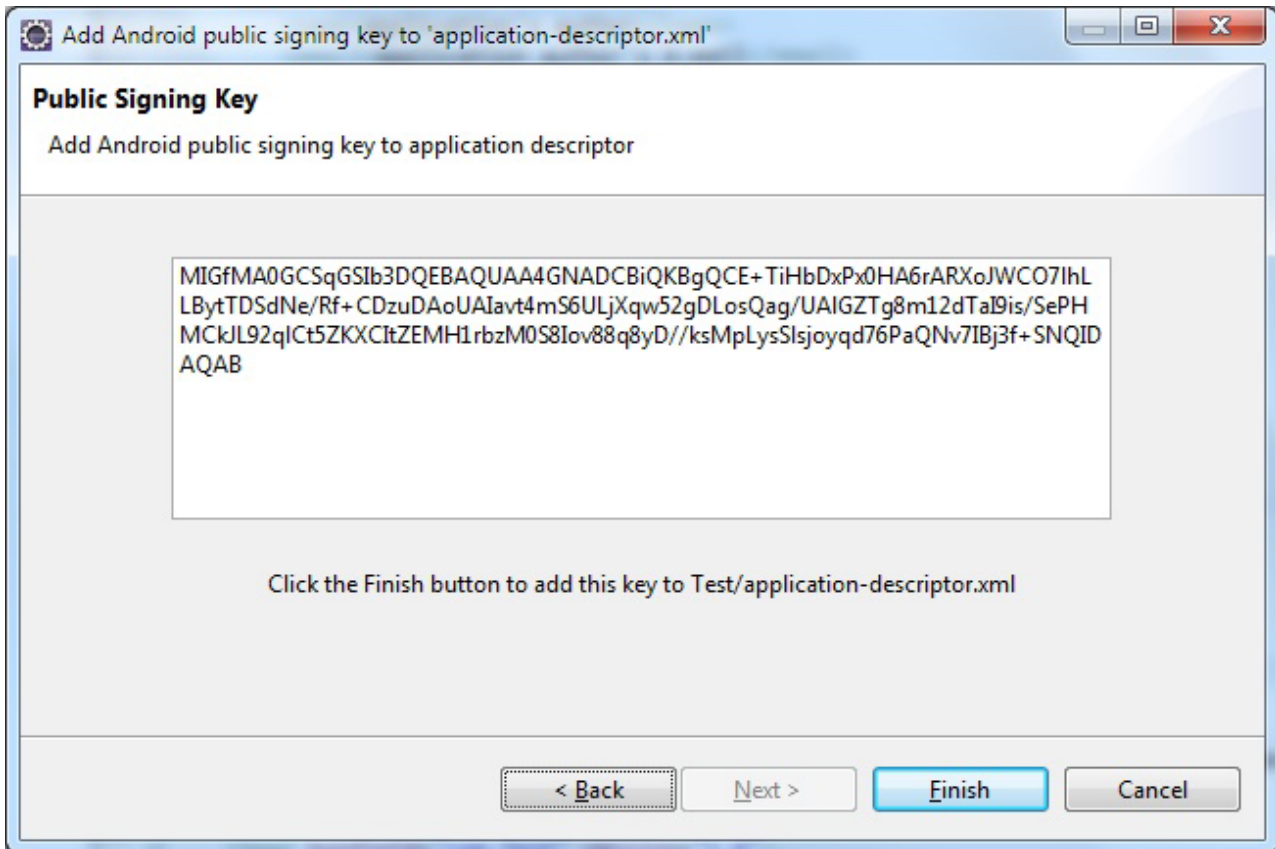 Add Android public signing key to 'application-descriptor.xml'
Public Signing Key
Add Android public signing key to application descriptor
MIGfMA0GCSqGSIb3DQEBAQUAA4GNADCBiQKBgQCE+TiHbDxPx0HA6rARXoJWCO7IhL
LBytTDSdNe/Rf+CDzuDAoUAIavt4mS6ULjXqw52gDLosQag/UAIGZTg8m12dTaI9is/SePH
MCkJL92qICt5ZKXCItZEMH1rbzM0S8Iov88q8yD//ksMpLysSIsjoyqd76PaQNv7IBj3f+SNQID
AQAB
Click the Finish button to add this key to Test/application-descriptor.xml
< Back
Next >
Finish
Cancel